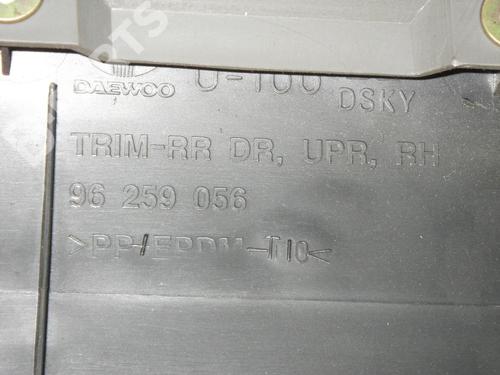 DAEWOO U-100
DSKY
TRIM-RR DR, UPR, RH
96 259 056
>PP+EPDM-T10<